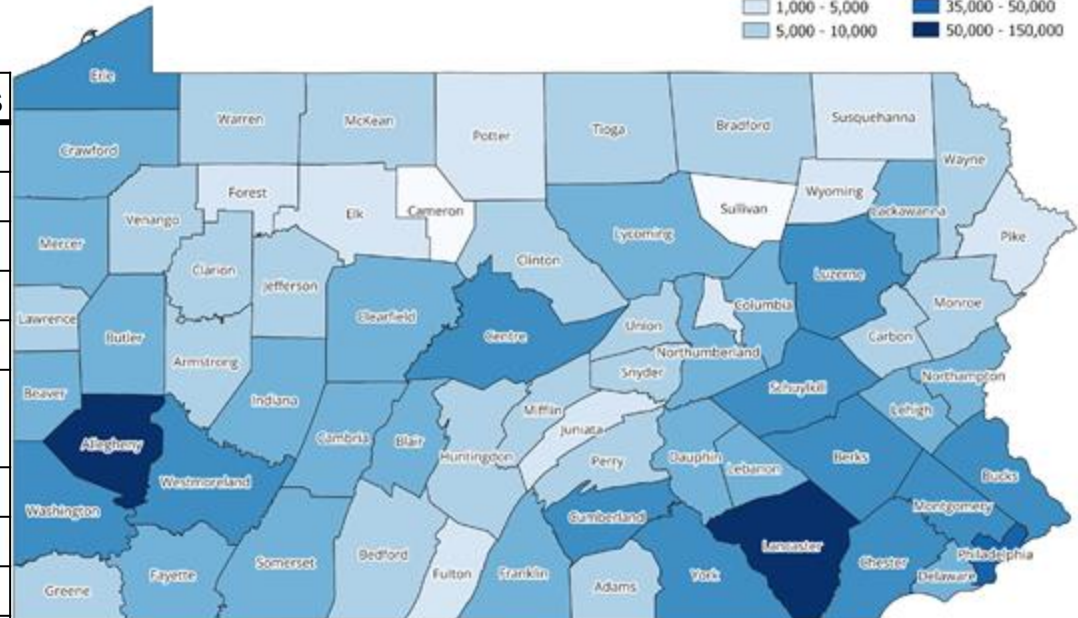 1,000 - 5,000
35,000 - 50,000
5,000 - 10,000
50,000 - 150,000
Erie
Warren
McKean
Potter
Tioga
Bradford
Susquehanna
Wayne
Crawford
Forest
Elk
Cameron
Sullivan
Wyoming
Lackawanna
Venango
Mercer
Lycoming
Pike
Clarion
Clinton
Luzerne
Jefferson
Monroe
Lawrence
Clearfield
Columbia
Butler
Centre
Union
Carbon
Armstrong
Northumberland
Snyder
Northampton
Beaver
Schuylkill
Indiana
Mifflin
Lehigh
Allegheny
Cambria
Blair
Juniata
Huntingdon
Perry
Dauphin
Lebanon
Berks
Westmoreland
Bucks
Washington
Cumberland
Montgomery
Lancaster
Bedford
Philadelphia
Somerset
Fayette
Fulton
Franklin
York
Chester
Delaware
Greene
Adams